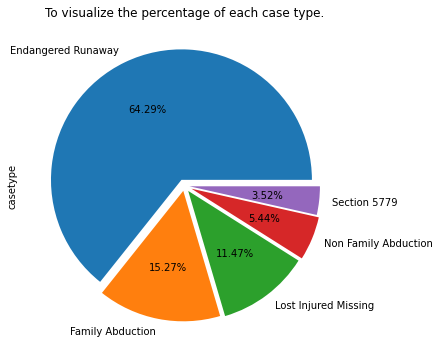 To visualize the percentage of each case type.
Endangered Runaway
64.29%
casetype
3.52%
Section 5779
5.44%
Non Family Abduction
11.47%
15.27%
Lost Injured Missing
Family Abduction